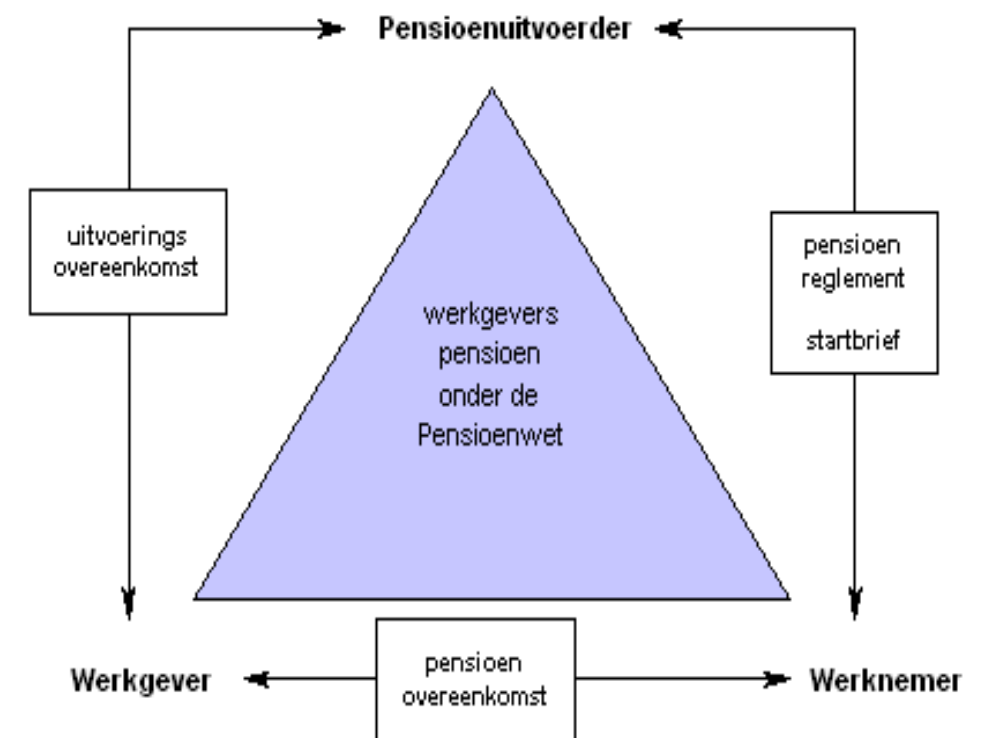 Pensioenuitvoerder
uitvoerings
overeenkomst
pensioen
reglement
startbrief
werkgevers
pensioen
onder de
Pensioenwet
Werkgever
pensioen
overeenkomst
Werknemer